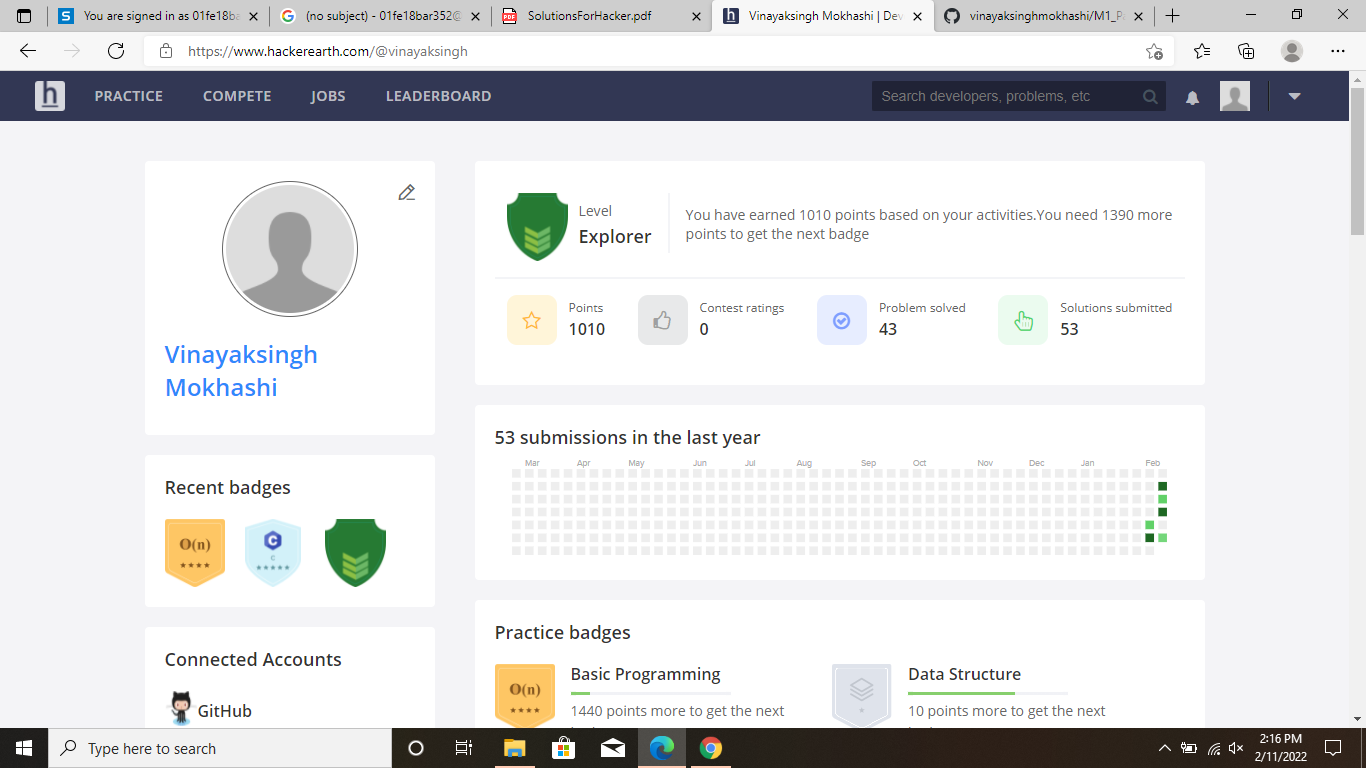 You are signed in as 01fe18ba
(no subject) - 01fe18bar352@
SolutionsForHacker.pdf
Vinayaksingh Mokhashi | Dev
vinayaksinghmokhashi/M1_P
https://www.hackerearth.com/@vinayaksingh
h PRACTICE COMPETE JOBS LEADERBOARD
Search developers, problems, etc
Vinayaksingh
Mokhashi
Level
Explorer
You have earned 1010 points based on your activities.You need 1390 more
points to get the next badge
Points
1010
Contest ratings
0
Problem solved
43
Solutions submitted
53
Recent badges
O(n)
C
C
53 submissions in the last year
Mar Apr May Jun Jul Aug Sep Oct Nov Dec Jan Feb
Connected Accounts
GitHub
Practice badges
O(n)
Basic Programming
1440 points more to get the next
Data Structure
10 points more to get the next
Type here to search
2:16 PM
2/11/2022